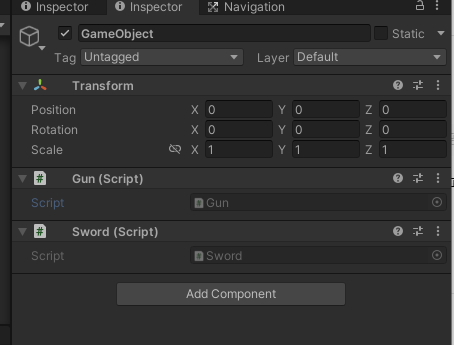 Inspector Inspector Navigation
GameObject Static
Tag Untagged Layer Default
Transform
Position X 0 Y 0 Z 0
Rotation X 0 Y 0 Z 0
Scale X 1 Y 1 Z 1
# Gun (Script)
Script # Gun
# Sword (Script)
Script # Sword
Add Component